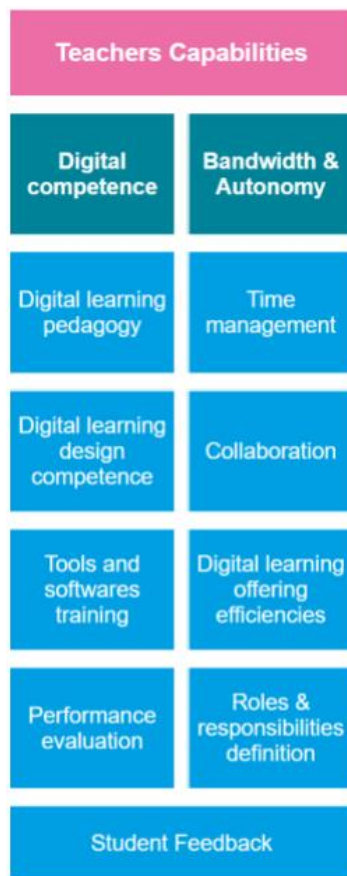 Teachers Capabilities
Digital
competence
Bandwidth &
Autonomy
Digital learning
pedagogy
Time
management
Digital learning
design
competence
Collaboration
Tools and
softwares
training
Digital learning
offering
efficiencies
Performance
evaluation
Roles &
responsibilities
definition
Student Feedback